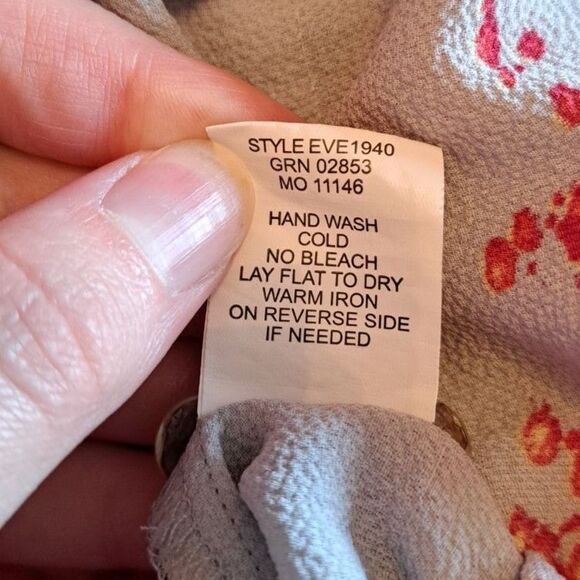 STYLE EVE1940
GRN 02853
MO 11146
HAND WASH
COLD
NO BLEACH
LAY FLAT TO DRY
WARM IRON
ON REVERSE SIDE
IF NEEDED